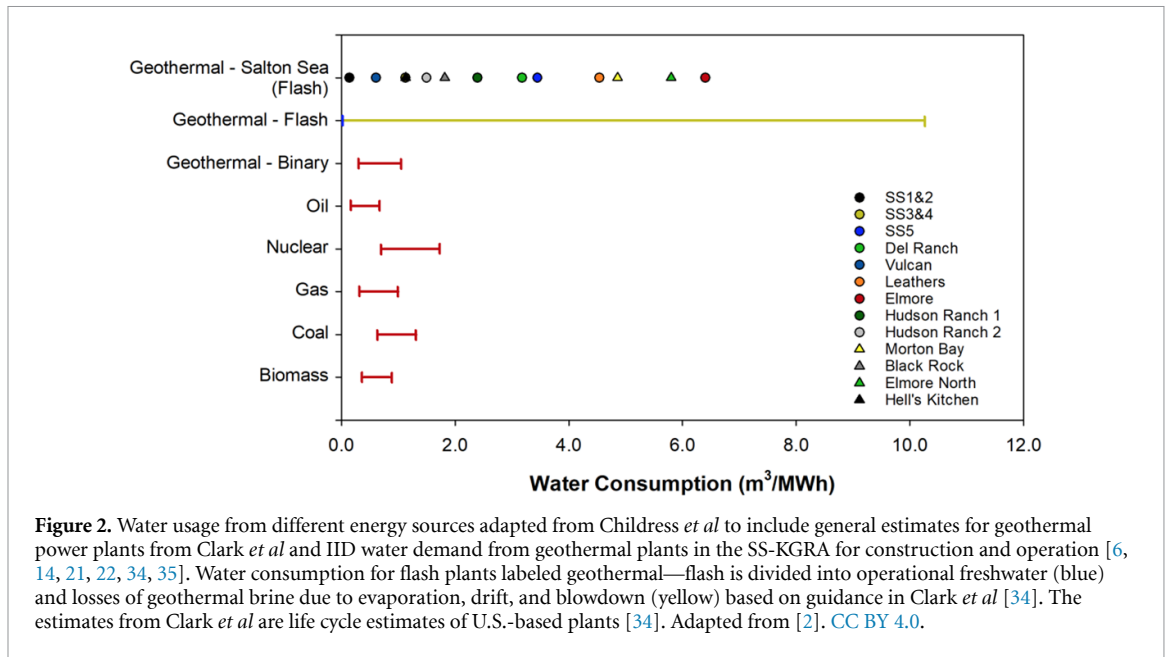 Geothermal - Salton Sea
(Flash)
Geothermal - Flash
Geothermal - Binary
Oil
Nuclear
Gas
Coal
Biomass
SS1&2
SS3&4
SS5
Del Ranch
Vulcan
Leathers
Elmore
Hudson Ranch 1
Hudson Ranch 2
Morton Bay
Black Rock
Elmore North
Hell's Kitchen
0.0 2.0 4.0 6.0 8.0 10.0 12.0
Water Consumption (m³/MWh)
Figure 2. Water usage from different energy sources adapted from Childress et al to include general estimates for geothermal
power plants from Clark et al and IID water demand from geothermal plants in the SS-KGRA for construction and operation [6,
14, 21, 22, 34, 35]. Water consumption for flash plants labeled geothermal—flash is divided into operational freshwater (blue)
and losses of geothermal brine due to evaporation, drift, and blowdown (yellow) based on guidance in Clark et al [34]. The
estimates from Clark et al are life cycle estimates of U.S.-based plants [34]. Adapted from [2]. CC BY 4.0.